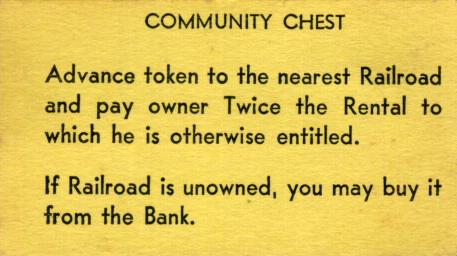 COMMUNITY CHEST
Advance token to the nearest Railroad
and pay owner Twice the Rental to
which he is otherwise entitled.
If Railroad is unowned, you may buy it
from the Bank.